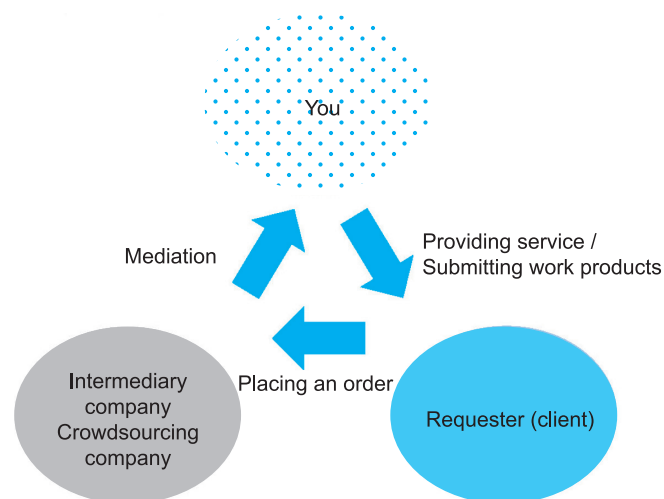 You
Mediation
Providing service /
Submitting work products
Placing an order
Intermediary
company
Crowdsourcing
company
Requester (client)